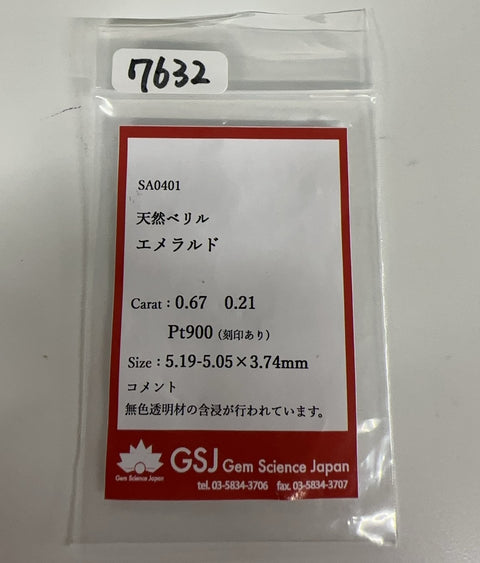 7632
SA0401
天然ベリル
エメラルド
Carat：0.67 0.21
Pt900（刻印あり）
Size：5.19-5.05×3.74mm
コメント
無色透明材の含浸が行われています。
Gem Science Japan
GSJ Gem Science Japan
tel. 03-5834-3706 fax. 03-5834-3707